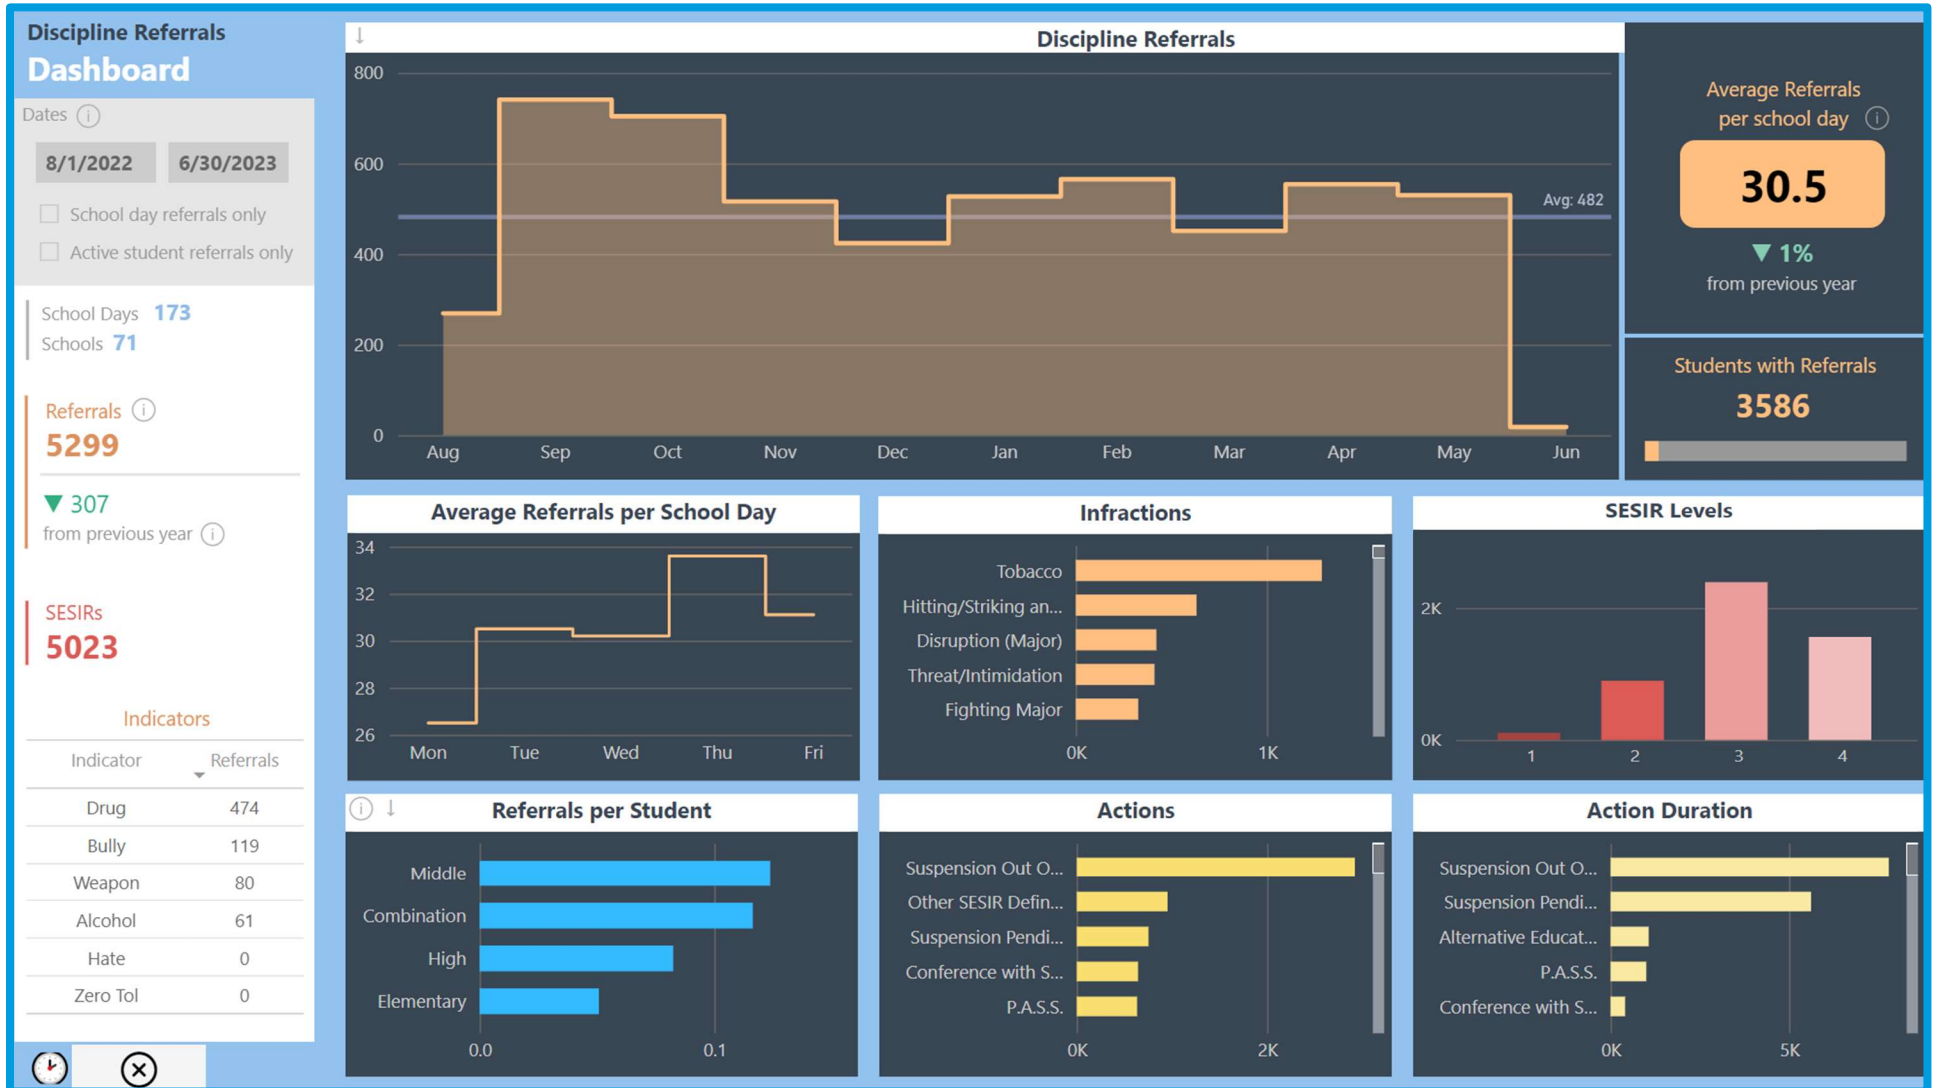 Discipline Referrals
Dashboard
Dates
8/1/2022 6/30/2023
School day referrals only
Active student referrals only
School Days 173
Schools 71
Referrals
5299
▼ 307
from previous year
SESIRs
5023
Indicators
Indicator Referrals
Drug 474
Bully 119
Weapon 80
Alcohol 61
Hate 0
Zero Tol 0
Discipline Referrals
800
600
400
200
0
Avg: 482
Aug Sep Oct Nov Dec Jan Feb Mar Apr May Jun
Average Referrals
per school day
30.5
▼ 1%
from previous year
Students with Referrals
3586
Average Referrals per School Day
34
32
30
28
26
Mon Tue Wed Thu Fri
Infractions
Tobacco
Hitting/Striking an...
Disruption (Major)
Threat/Intimidation
Fighting Major
0K 1K
SESIR Levels
2K
0K
1 2 3 4
Referrals per Student
Middle
Combination
High
Elementary
0.0 0.1
Actions
Suspension Out O...
Other SESIR Defin...
Suspension Pendi...
Conference with S...
P.A.S.S.
0K 2K
Action Duration
Suspension Out O...
Suspension Pendi...
Alternative Educat...
P.A.S.S.
Conference with S...
0K 5K